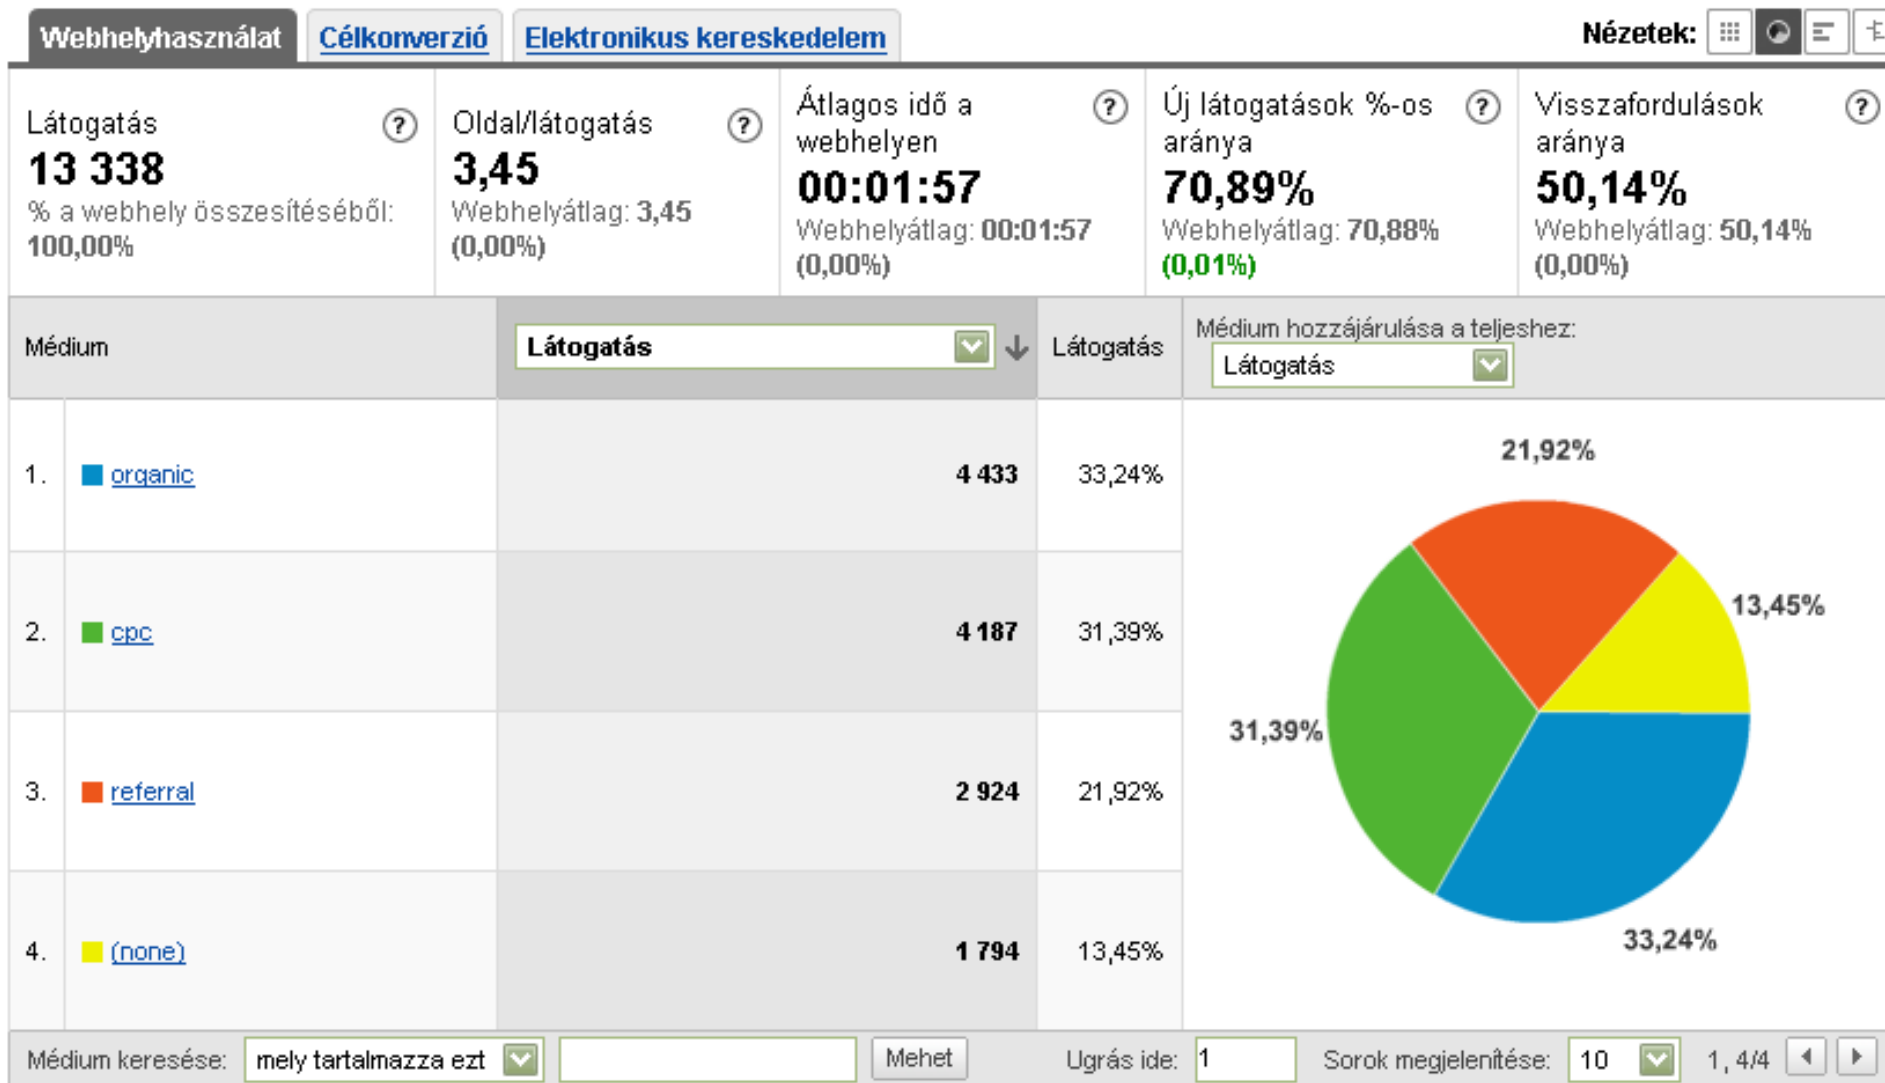 Webhelyhasználat Célkonverzió Elektronikus kereskedelem Nézetek:
Látogatás ?
13 338
% a webhely összesítéséből:
100,00%
Oldal/látogatás ?
3,45
Webhelyátlag: 3,45
(0,00%)
Átlagos idő a ?
webhelyen
00:01:57
Webhelyátlag: 00:01:57
(0,00%)
Új látogatások %-os ?
aránya
70,89%
Webhelyátlag: 70,88%
(0,01%)
Visszafordulások ?
aránya
50,14%
Webhelyátlag: 50,14%
(0,00%)
Médium Látogatás Látogatás
Médium hozzájárulása a teljeshez:
Látogatás
1. organic 4 433 33,24%
2. cpc 4 187 31,39%
3. referral 2 924 21,92%
4. (none) 1 794 13,45%
21,92%
13,45%
31,39%
33,24%
Médium keresése: mely tartalmazza ezt Mehet Ugrás ide: 1 Sorok megjelenítése: 10 1, 4/4